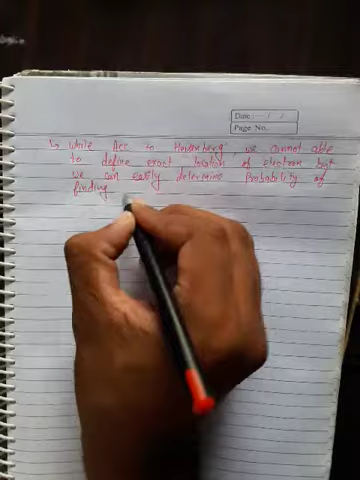 Date : / /
Page No.
↳ while Acc to Heisenberg, we cannot able
to define exact location of electron but
we can easily determine Probability of
finding